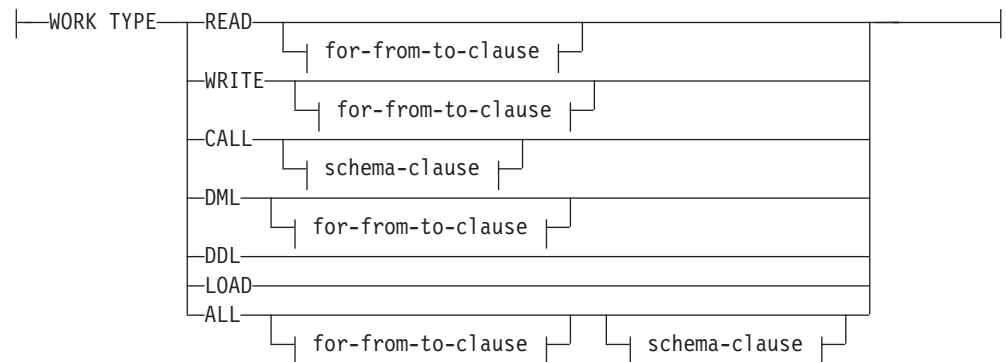 WORK TYPE READ
for-from-to-clause
WRITE
for-from-to-clause
CALL
schema-clause
DML
for-from-to-clause
DDL
LOAD
ALL
for-from-to-clause schema-clause